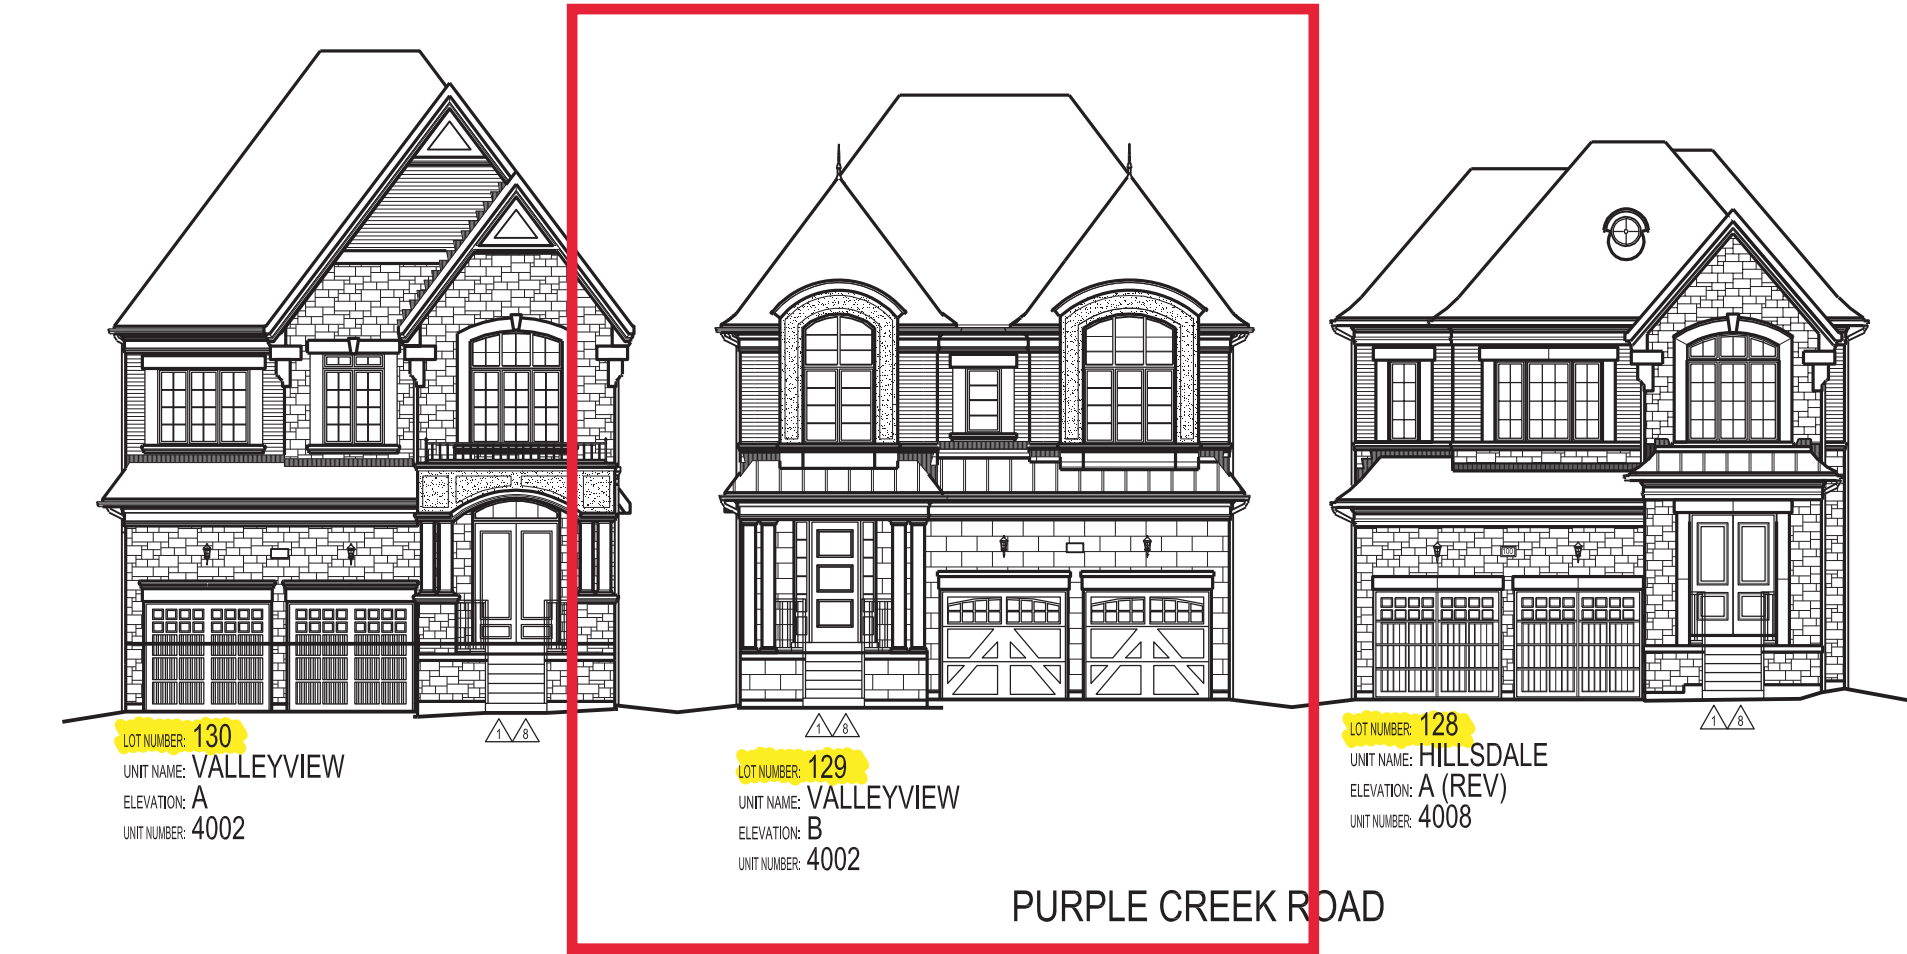 LOT NUMBER: 130
UNIT NAME: VALLEYVIEW
ELEVATION: A
UNIT NUMBER: 4002
1 8
LOT NUMBER: 129
UNIT NAME: VALLEYVIEW
ELEVATION: B
UNIT NUMBER: 4002
1 8
100
LOT NUMBER: 128
UNIT NAME: HILLSDALE
ELEVATION: A (REV)
UNIT NUMBER: 4008
1 8
PURPLE CREEK ROAD